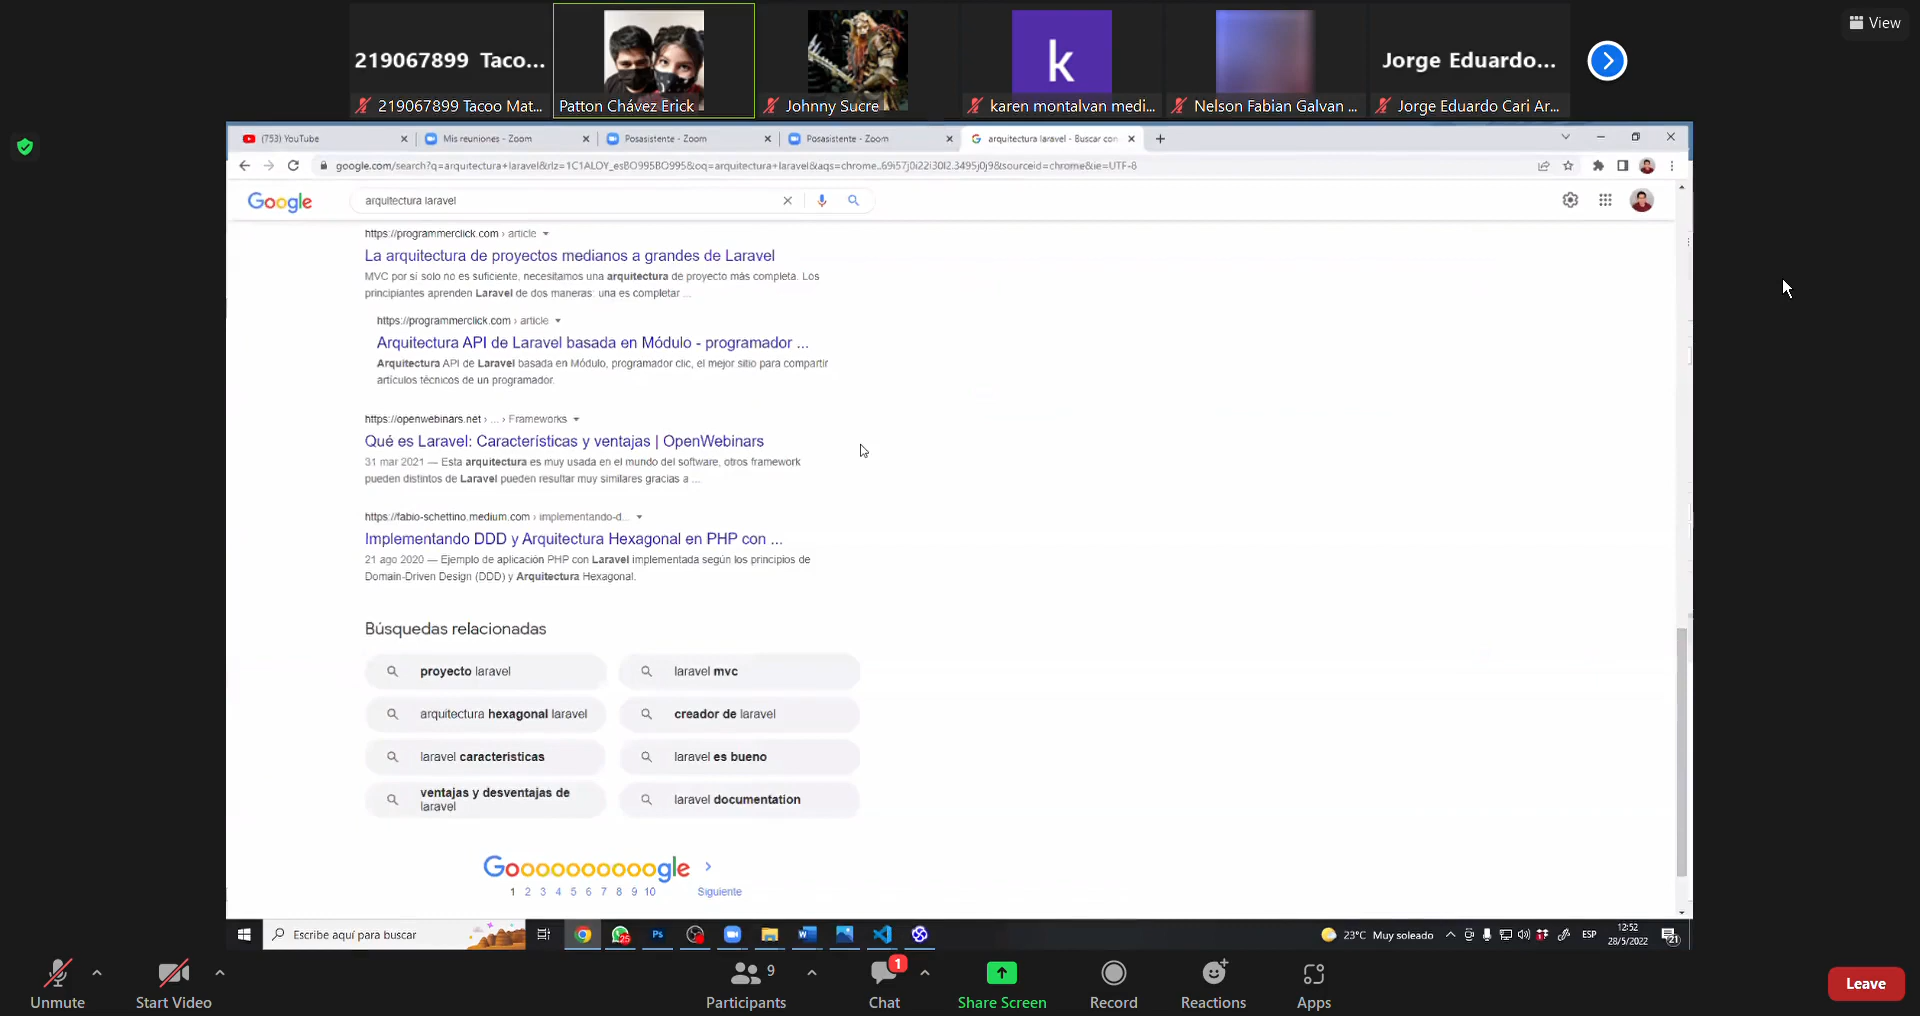 View
219067899 Taco...
Jorge Eduardo...
219067899 Tacoo Mat...
Patton Chávez Erick
Johnny Sucre
k
karen montalvan medi...
Nelson Fabian Galvan ...
Jorge Eduardo Cari Ar...
(753) YouTube
Mis reuniones - Zoom
Posasistente - Zoom
Posasistente - Zoom
arquitectura laravel - Buscar con
google.com/search?q=arquitectura+laravel&rlz=1C1ALOY_esBO995BO995&oq=arquitectura+laravel&aqs=chrome..69i57j0i22i30l2.3495j0j9&sourceid=chrome&ie=UTF-8
Google
arquitectura laravel
https://programmerclick.com › article
La arquitectura de proyectos medianos a grandes de Laravel
MVC por sí solo no es suficiente, necesitamos una arquitectura de proyecto más completa. Los
principiantes aprenden Laravel de dos maneras: una es completar ...
https://programmerclick.com › article
Arquitectura API de Laravel basada en Módulo - programador ...
Arquitectura API de Laravel basada en Módulo, programador clic, el mejor sitio para compartir
artículos técnicos de un programador.
https://openwebinars.net › ... › Frameworks
Qué es Laravel: Características y ventajas | OpenWebinars
31 mar 2021 — Esta arquitectura es muy usada en el mundo del software, otros framework
pueden distintos de Laravel pueden resultar muy similares gracias a ...
https://fabio-schettino.medium.com › implementando-d...
Implementando DDD y Arquitectura Hexagonal en PHP con ...
21 ago 2020 — Ejemplo de aplicación PHP con Laravel implementada según los principios de
Domain-Driven Design (DDD) y Arquitectura Hexagonal.
Búsquedas relacionadas
proyecto laravel
laravel mvc
arquitectura hexagonal laravel
creador de laravel
laravel características
laravel es bueno
ventajas y desventajas de
laravel
laravel documentation
Goooooooooogle
1 2 3 4 5 6 7 8 9 10
Siguiente
Escribe aquí para buscar
25
Ps
23°C Muy soleado
ESP
12:52
28/5/2022
21
Unmute
Start Video
9
Participants
1
Chat
Share Screen
Record
Reactions
Apps
Leave